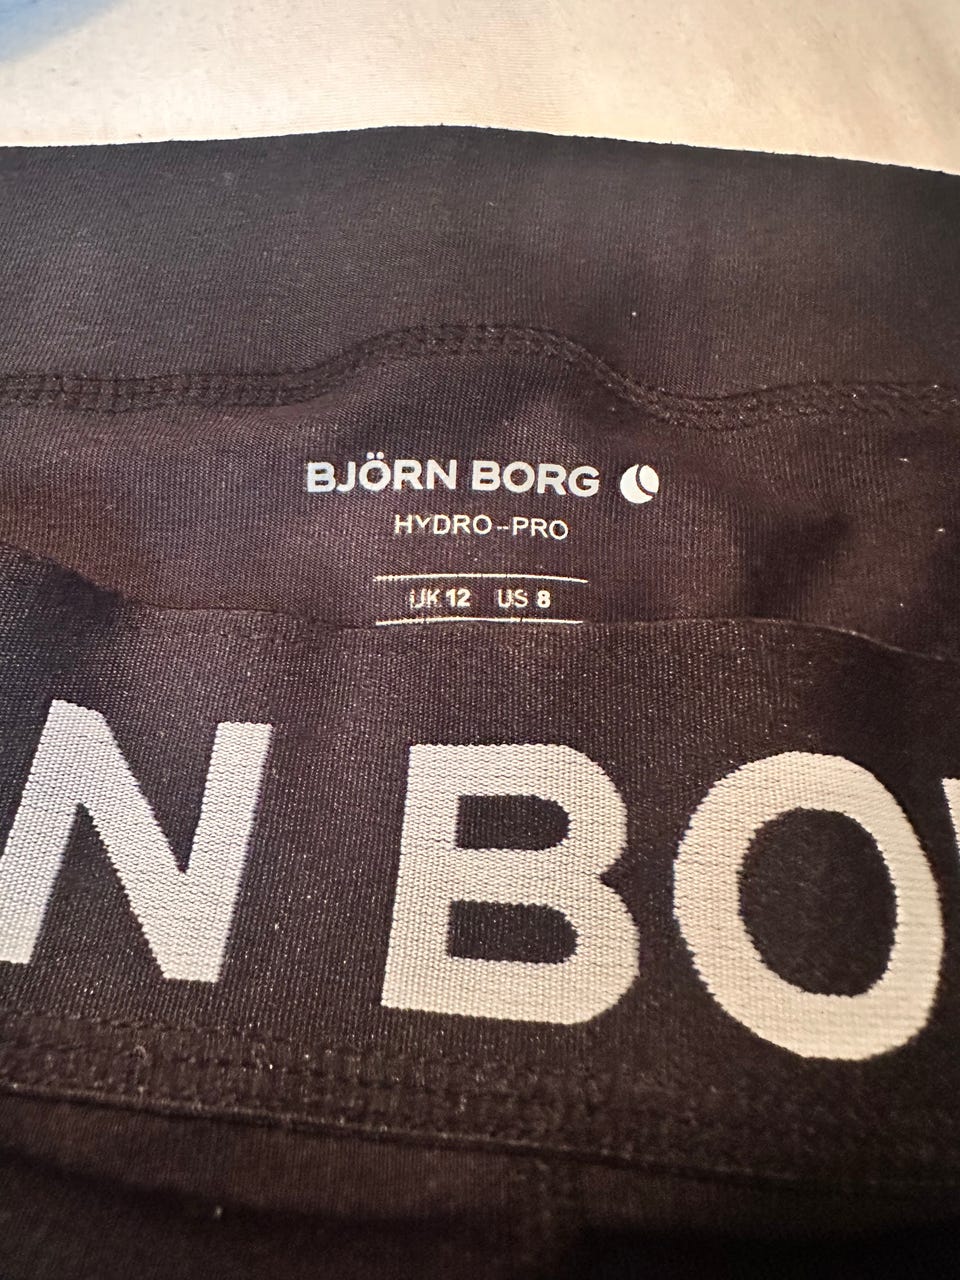 BJÖRN BORG
HYDRO-PRO
UK 12 US 8
N BO